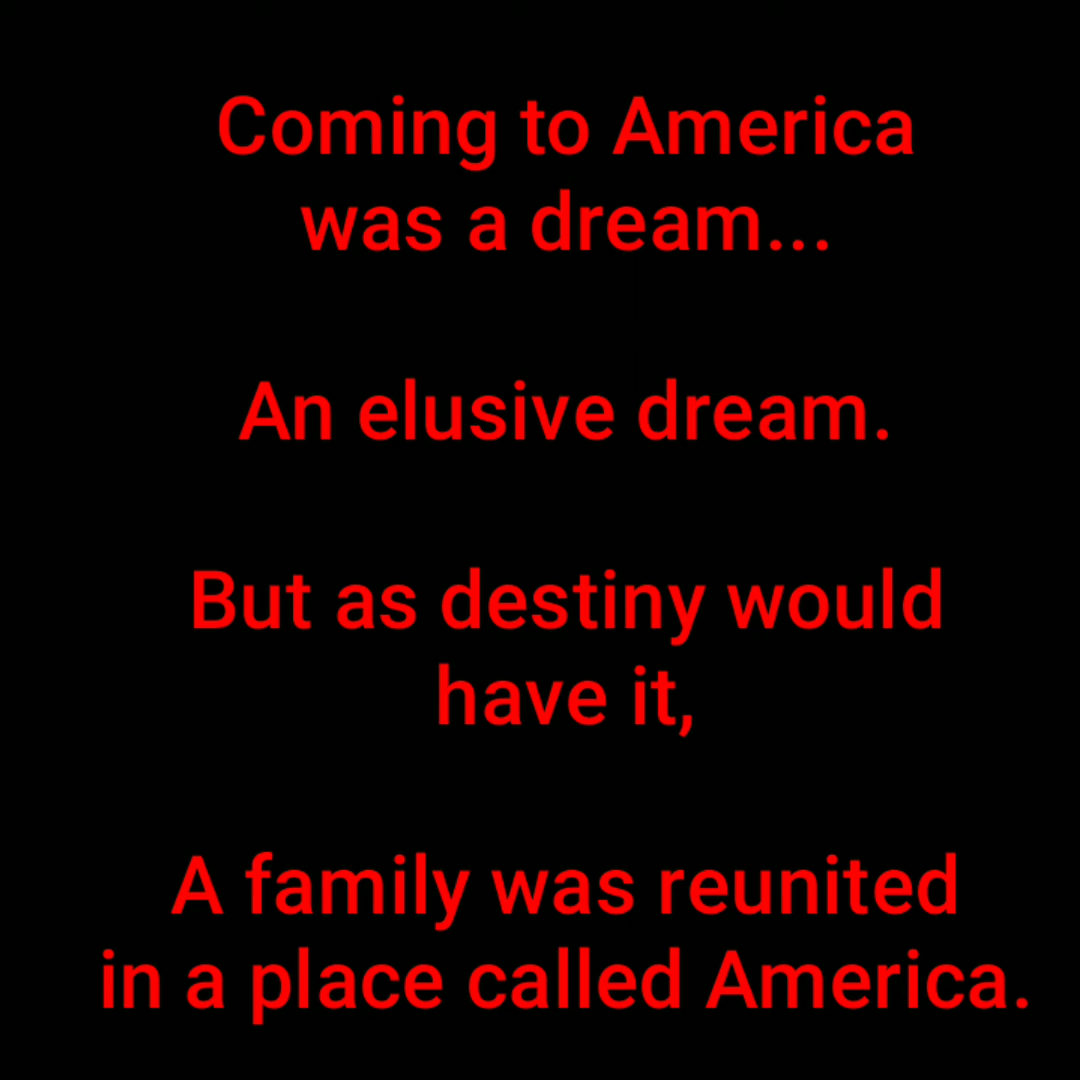 Coming to America
was a dream...
An elusive dream.
But as destiny would
have it,
A family was reunited
in a place called America.